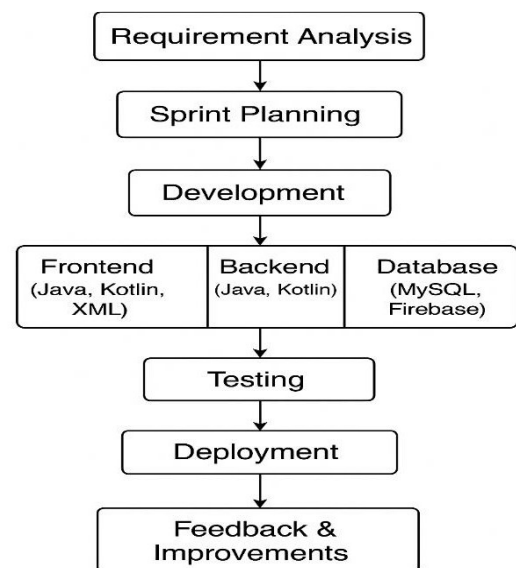 Requirement Analysis
Sprint Planning
Development
Frontend
(Java, Kotlin,
XML)
Backend
(Java, Kotlin)
Database
(MySQL,
Firebase)
Testing
Deployment
Feedback &
Improvements